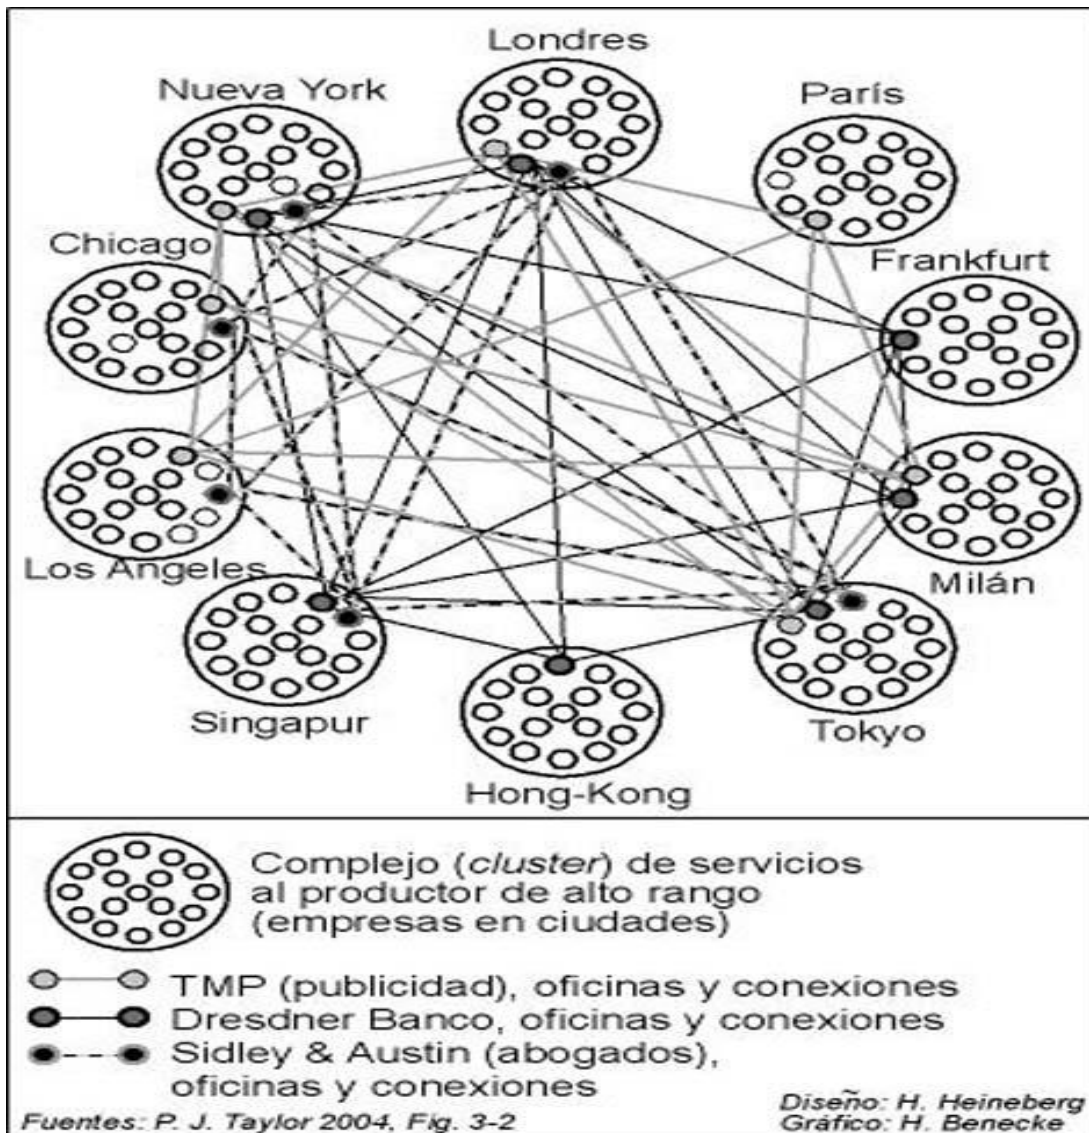 Londres
Nueva York
París
Chicago
Frankfurt
Los Angeles
Milán
Singapur
Tokyo
Hong-Kong
Complejo (cluster) de servicios
al productor de alto rango
(empresas en ciudades)
TMP (publicidad), oficinas y conexiones
Dresdner Banco, oficinas y conexiones
Sidley & Austin (abogados),
oficinas y conexiones
Fuentes: P. J. Taylor 2004, Fig. 3-2
Diseño: H. Heineberg
Gráfico: H. Benecke